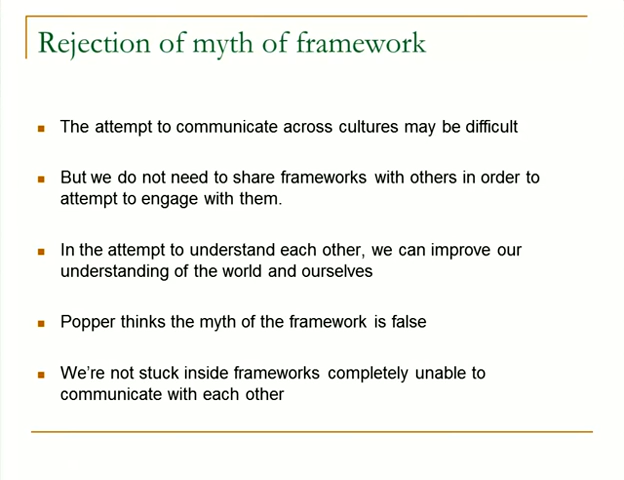 Rejection of myth of framework
The attempt to communicate across cultures may be difficult
But we do not need to share frameworks with others in order to
attempt to engage with them.
In the attempt to understand each other, we can improve our
understanding of the world and ourselves
Popper thinks the myth of the framework is false
We're not stuck inside frameworks completely unable to
communicate with each other